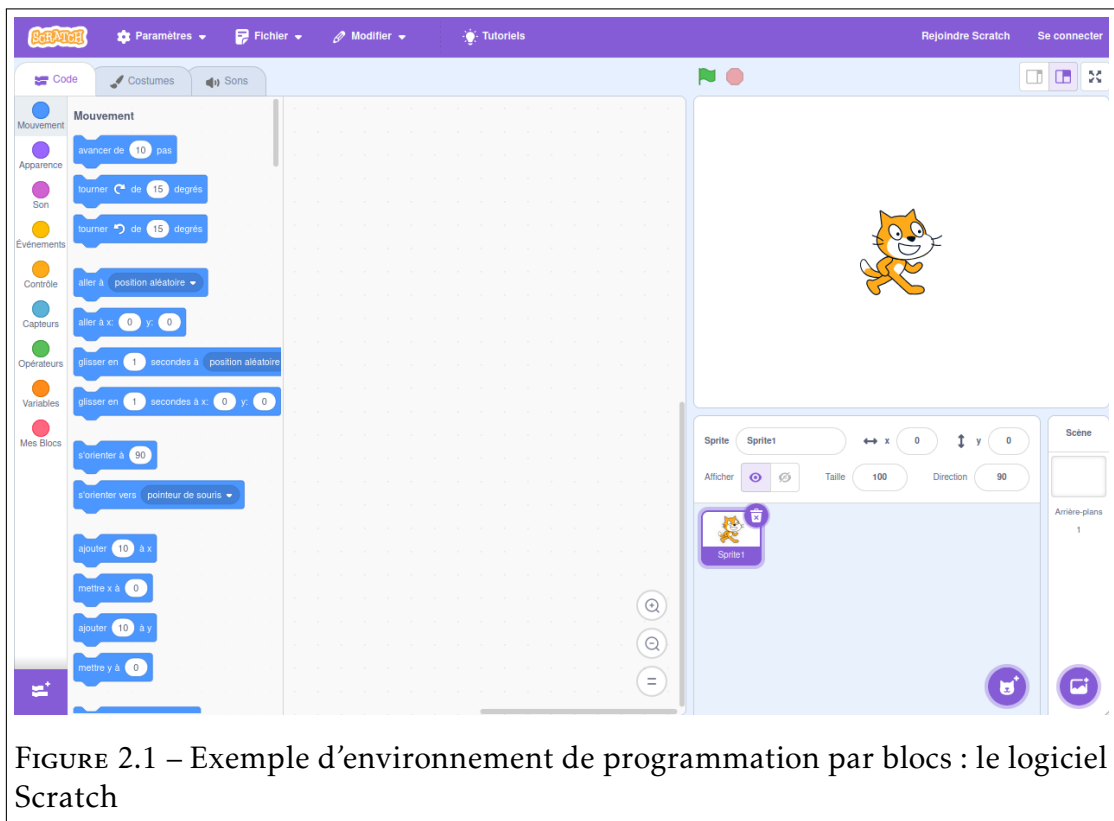 SCRATCH Paramètres Fichier Modifier Tutoriels Rejoindre Scratch Se connecter
Code Costumes Sons
Mouvement
Apparence
Son
Événements
Contrôle
Capteurs
Opérateurs
Variables
Mes Blocs
Mouvement
avancer de 10 pas
tourner de 15 degrés
tourner de 15 degrés
aller à position aléatoire
aller à x: 0 y: 0
glisser en 1 secondes à position aléatoire
glisser en 1 secondes à x: 0 y: 0
s'orienter à 90
s'orienter vers pointeur de souris
ajouter 10 à x
mettre x à 0
ajouter 10 à y
mettre y à 0
Sprite Sprite1 x 0 y 0
Afficher Taille 100 Direction 90
Sprite1
Scène
Arrière-plans
1
FIGURE 2.1 – Exemple d'environnement de programmation par blocs : le logiciel
Scratch